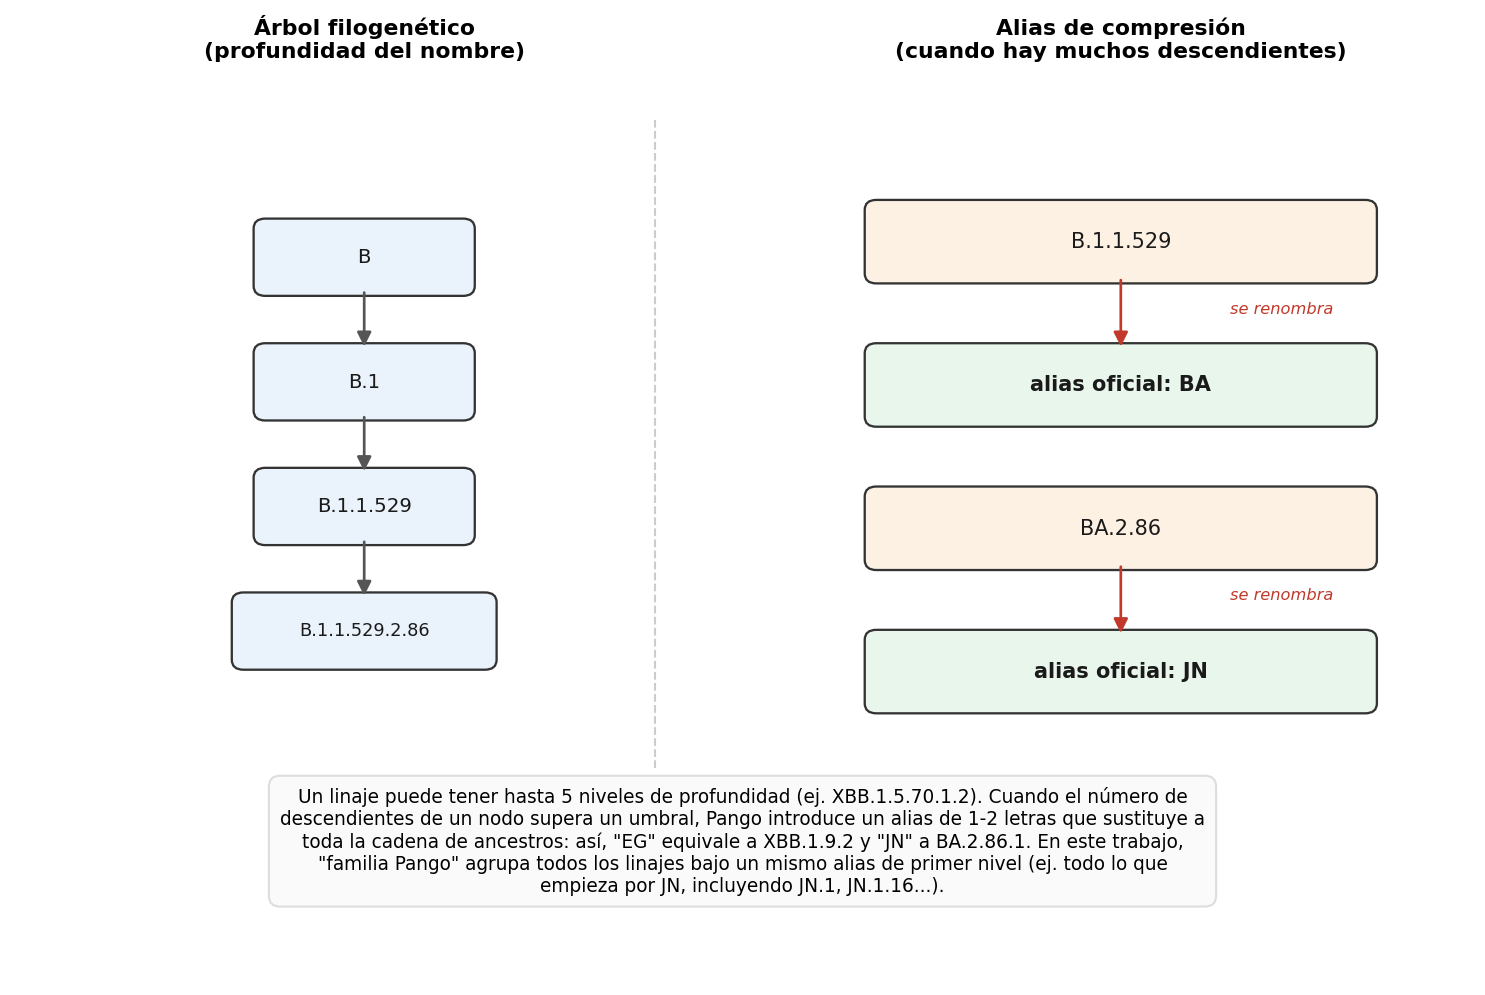 Árbol filogenético
(profundidad del nombre)
B
B.1
B.1.1.529
B.1.1.529.2.86
Alias de compresión
(cuando hay muchos descendientes)
B.1.1.529
se renombra
alias oficial: BA
BA.2.86
se renombra
alias oficial: JN
Un linaje puede tener hasta 5 niveles de profundidad (ej. XBB.1.5.70.1.2). Cuando el número de
descendientes de un nodo supera un umbral, Pango introduce un alias de 1-2 letras que sustituye a
toda la cadena de ancestros: así, "EG" equivale a XBB.1.9.2 y "JN" a BA.2.86.1. En este trabajo,
"familia Pango" agrupa todos los linajes bajo un mismo alias de primer nivel (ej. todo lo que
empieza por JN, incluyendo JN.1, JN.1.16...).